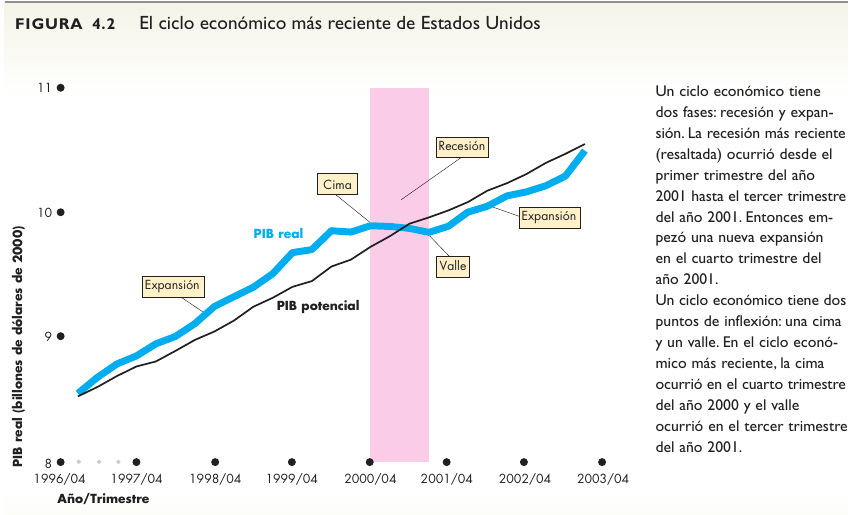 FIGURA 4.2 El ciclo económico más reciente de Estados Unidos
11
10
9
8
PIB real (billones de dólares de 2000)
Recesión
Cima
PIB real
Expansión
Valle
Expansión
PIB potencial
1996/04 1997/04 1998/04 1999/04 2000/04 2001/04 2002/04 2003/04
Año/Trimestre
Un ciclo económico tiene
dos fases: recesión y expan-
sión. La recesión más reciente
(resaltada) ocurrió desde el
primer trimestre del año
2001 hasta el tercer trimestre
del año 2001. Entonces em-
pezó una nueva expansión
en el cuarto trimestre del
año 2001.
Un ciclo económico tiene dos
puntos de inflexión: una cima
y un valle. En el ciclo econó-
mico más reciente, la cima
ocurrió en el cuarto trimestre
del año 2000 y el valle
ocurrió en el tercer trimestre
del año 2001.